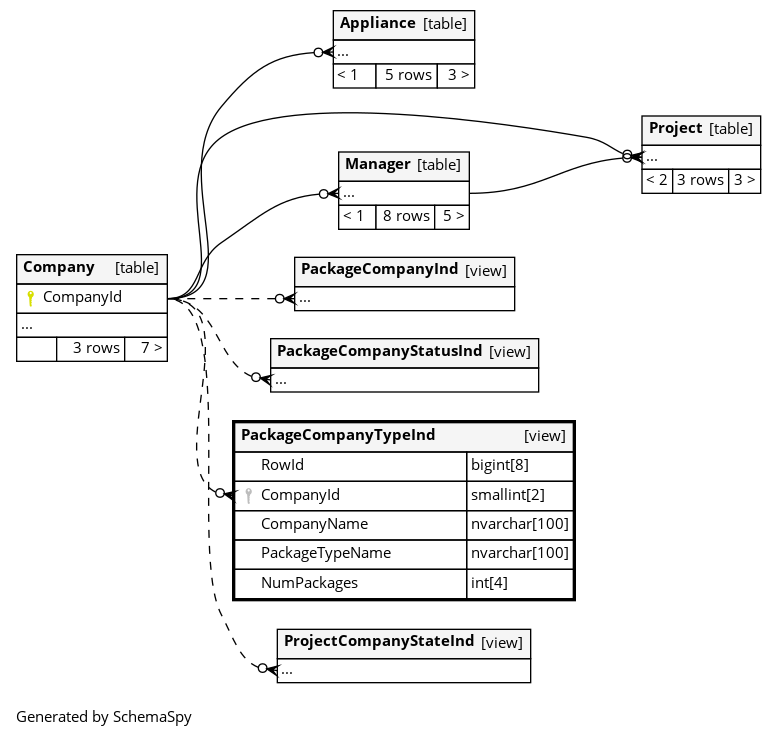 Appliance [table]
...
< 1 5 rows 3 >
Project [table]
...
< 2 3 rows 3 >
Manager [table]
...
< 1 8 rows 5 >
Company [table]
CompanyId
...
3 rows 7 >
PackageCompanyInd [view]
...
PackageCompanyStatusInd [view]
...
PackageCompanyTypeInd [view]
RowId bigint[8]
CompanyId smallint[2]
CompanyName nvarchar[100]
PackageTypeName nvarchar[100]
NumPackages int[4]
ProjectCompanyStateInd [view]
...
Generated by SchemaSpy